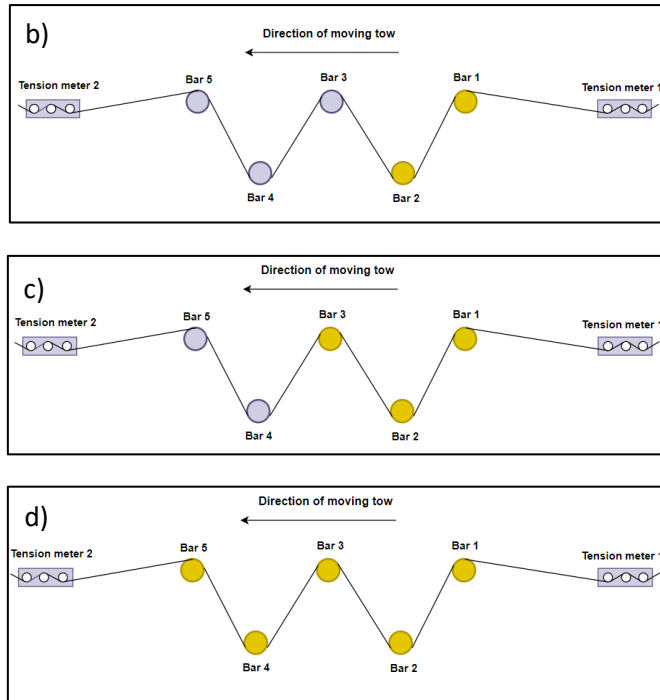 b)
Direction of moving tow
Tension meter 2
Bar 5
Bar 3
Bar 1
Tension meter 1
Bar 4
Bar 2
c)
Direction of moving tow
Tension meter 2
Bar 5
Bar 3
Bar 1
Tension meter 1
Bar 4
Bar 2
d)
Direction of moving tow
Tension meter 2
Bar 5
Bar 3
Bar 1
Tension meter 1
Bar 4
Bar 2